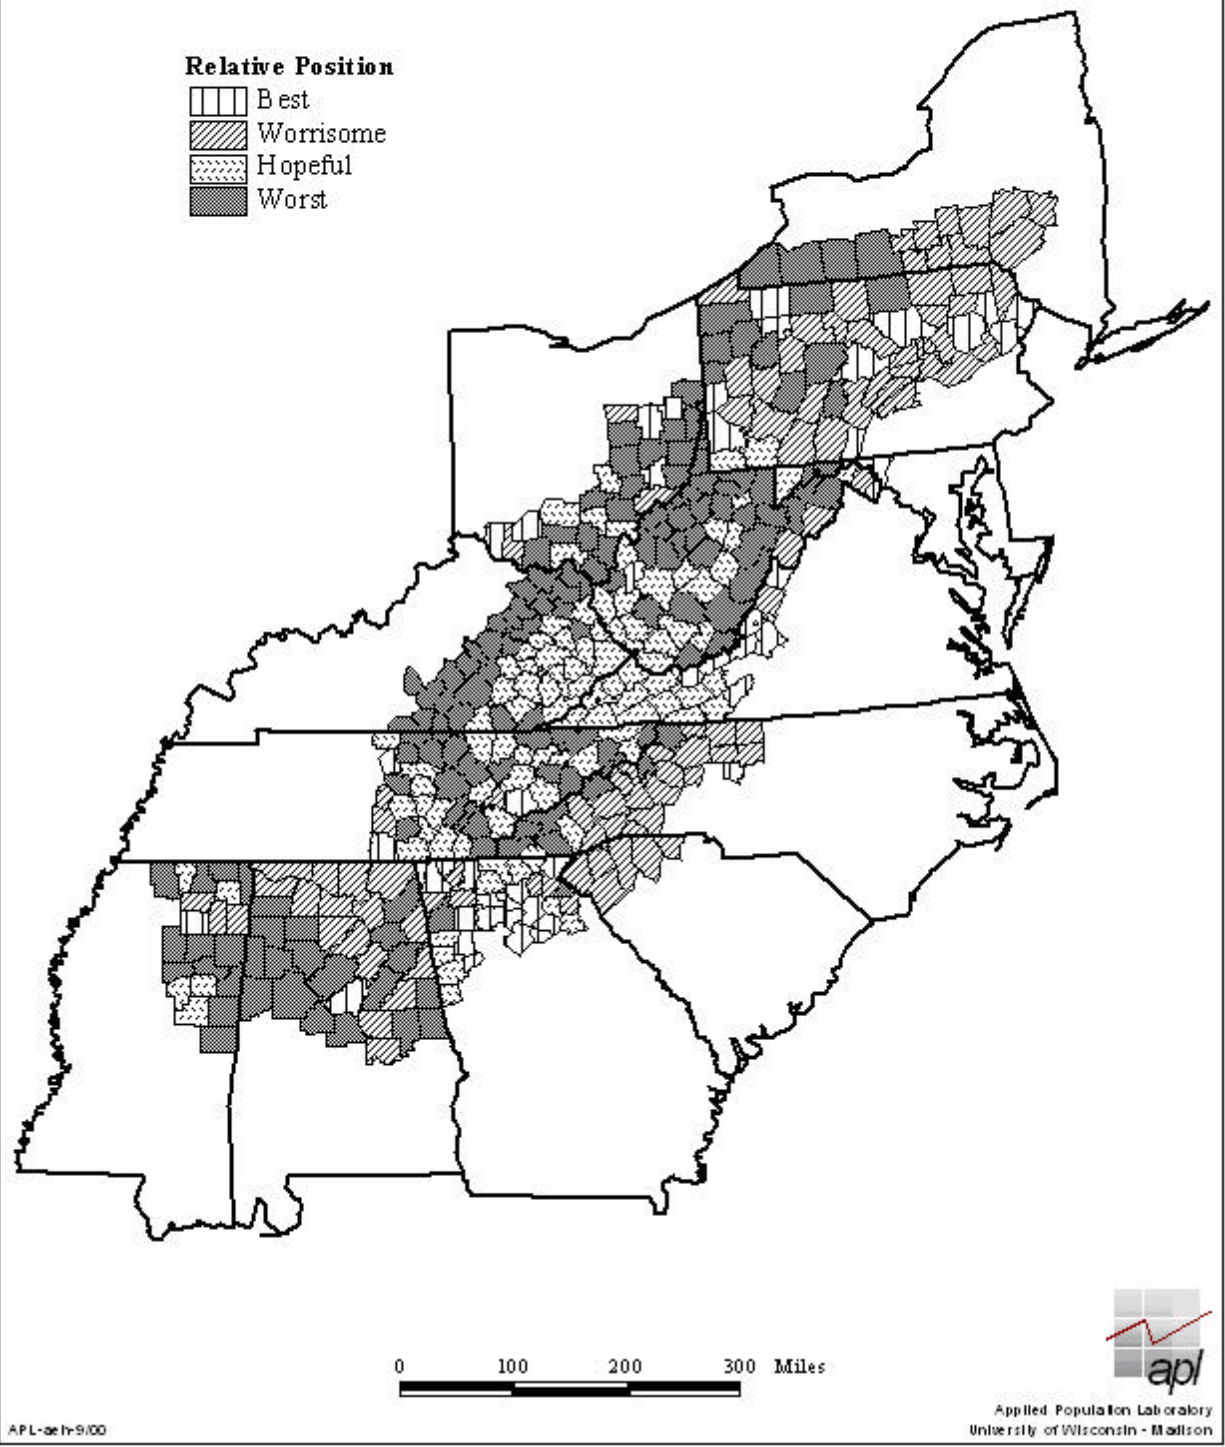 Relative Position
Best
Worrisome
Hopeful
Worst
0 100 200 300 Miles
apl
Applied Population Laboratory
APL-aeh-9/00
University of Wisconsin - Madison